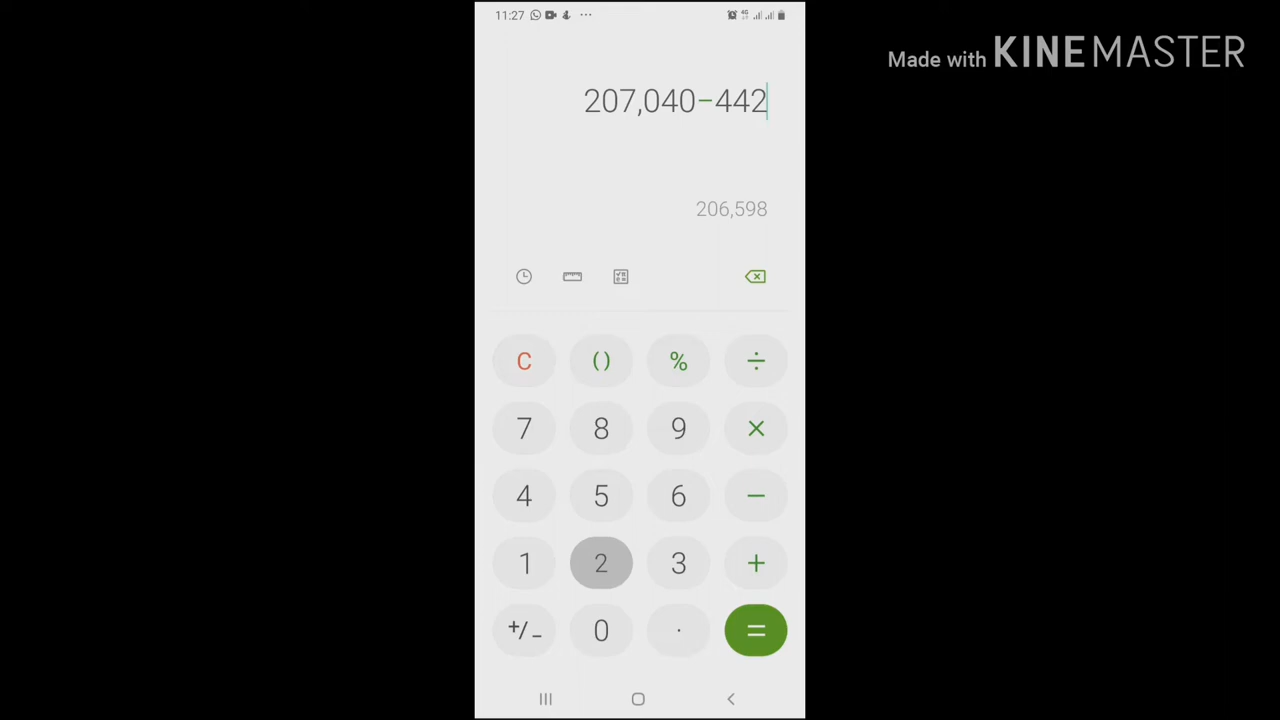 11:27
Made with KINEMASTER
207,040−442
206,598
C ( ) % ÷
7 8 9 ×
4 5 6 −
1 2 3 +
+/− 0 . =